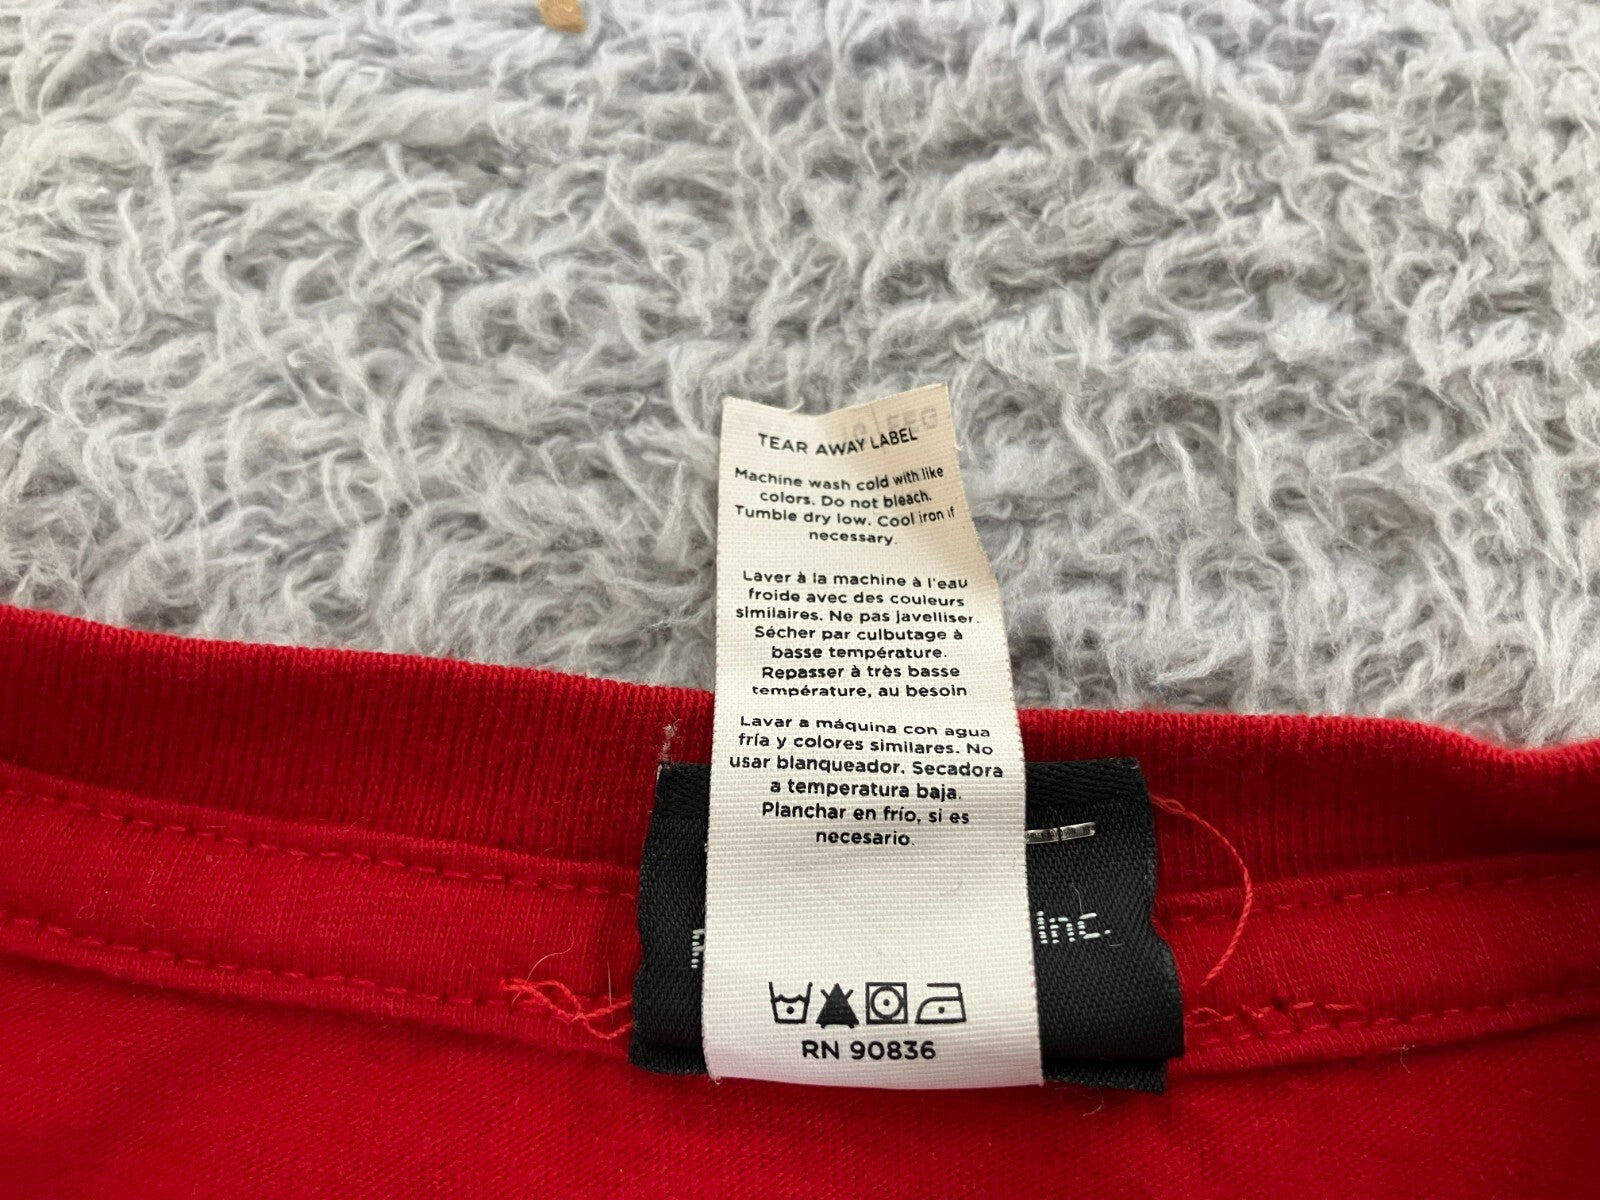 TEAR AWAY LABEL
Machine wash cold with like
colors. Do not bleach.
Tumble dry low. Cool iron if
necessary.
Laver à la machine à l'eau
froide avec des couleurs
similaires. Ne pas javelliser.
Sécher par culbutage à
basse température.
Repasser à très basse
température, au besoin
Lavar a máquina con agua
fría y colores similares. No
usar blanqueador. Secadora
a temperatura baja.
Planchar en frío, si es
necesario.
Inc.
RN 90836